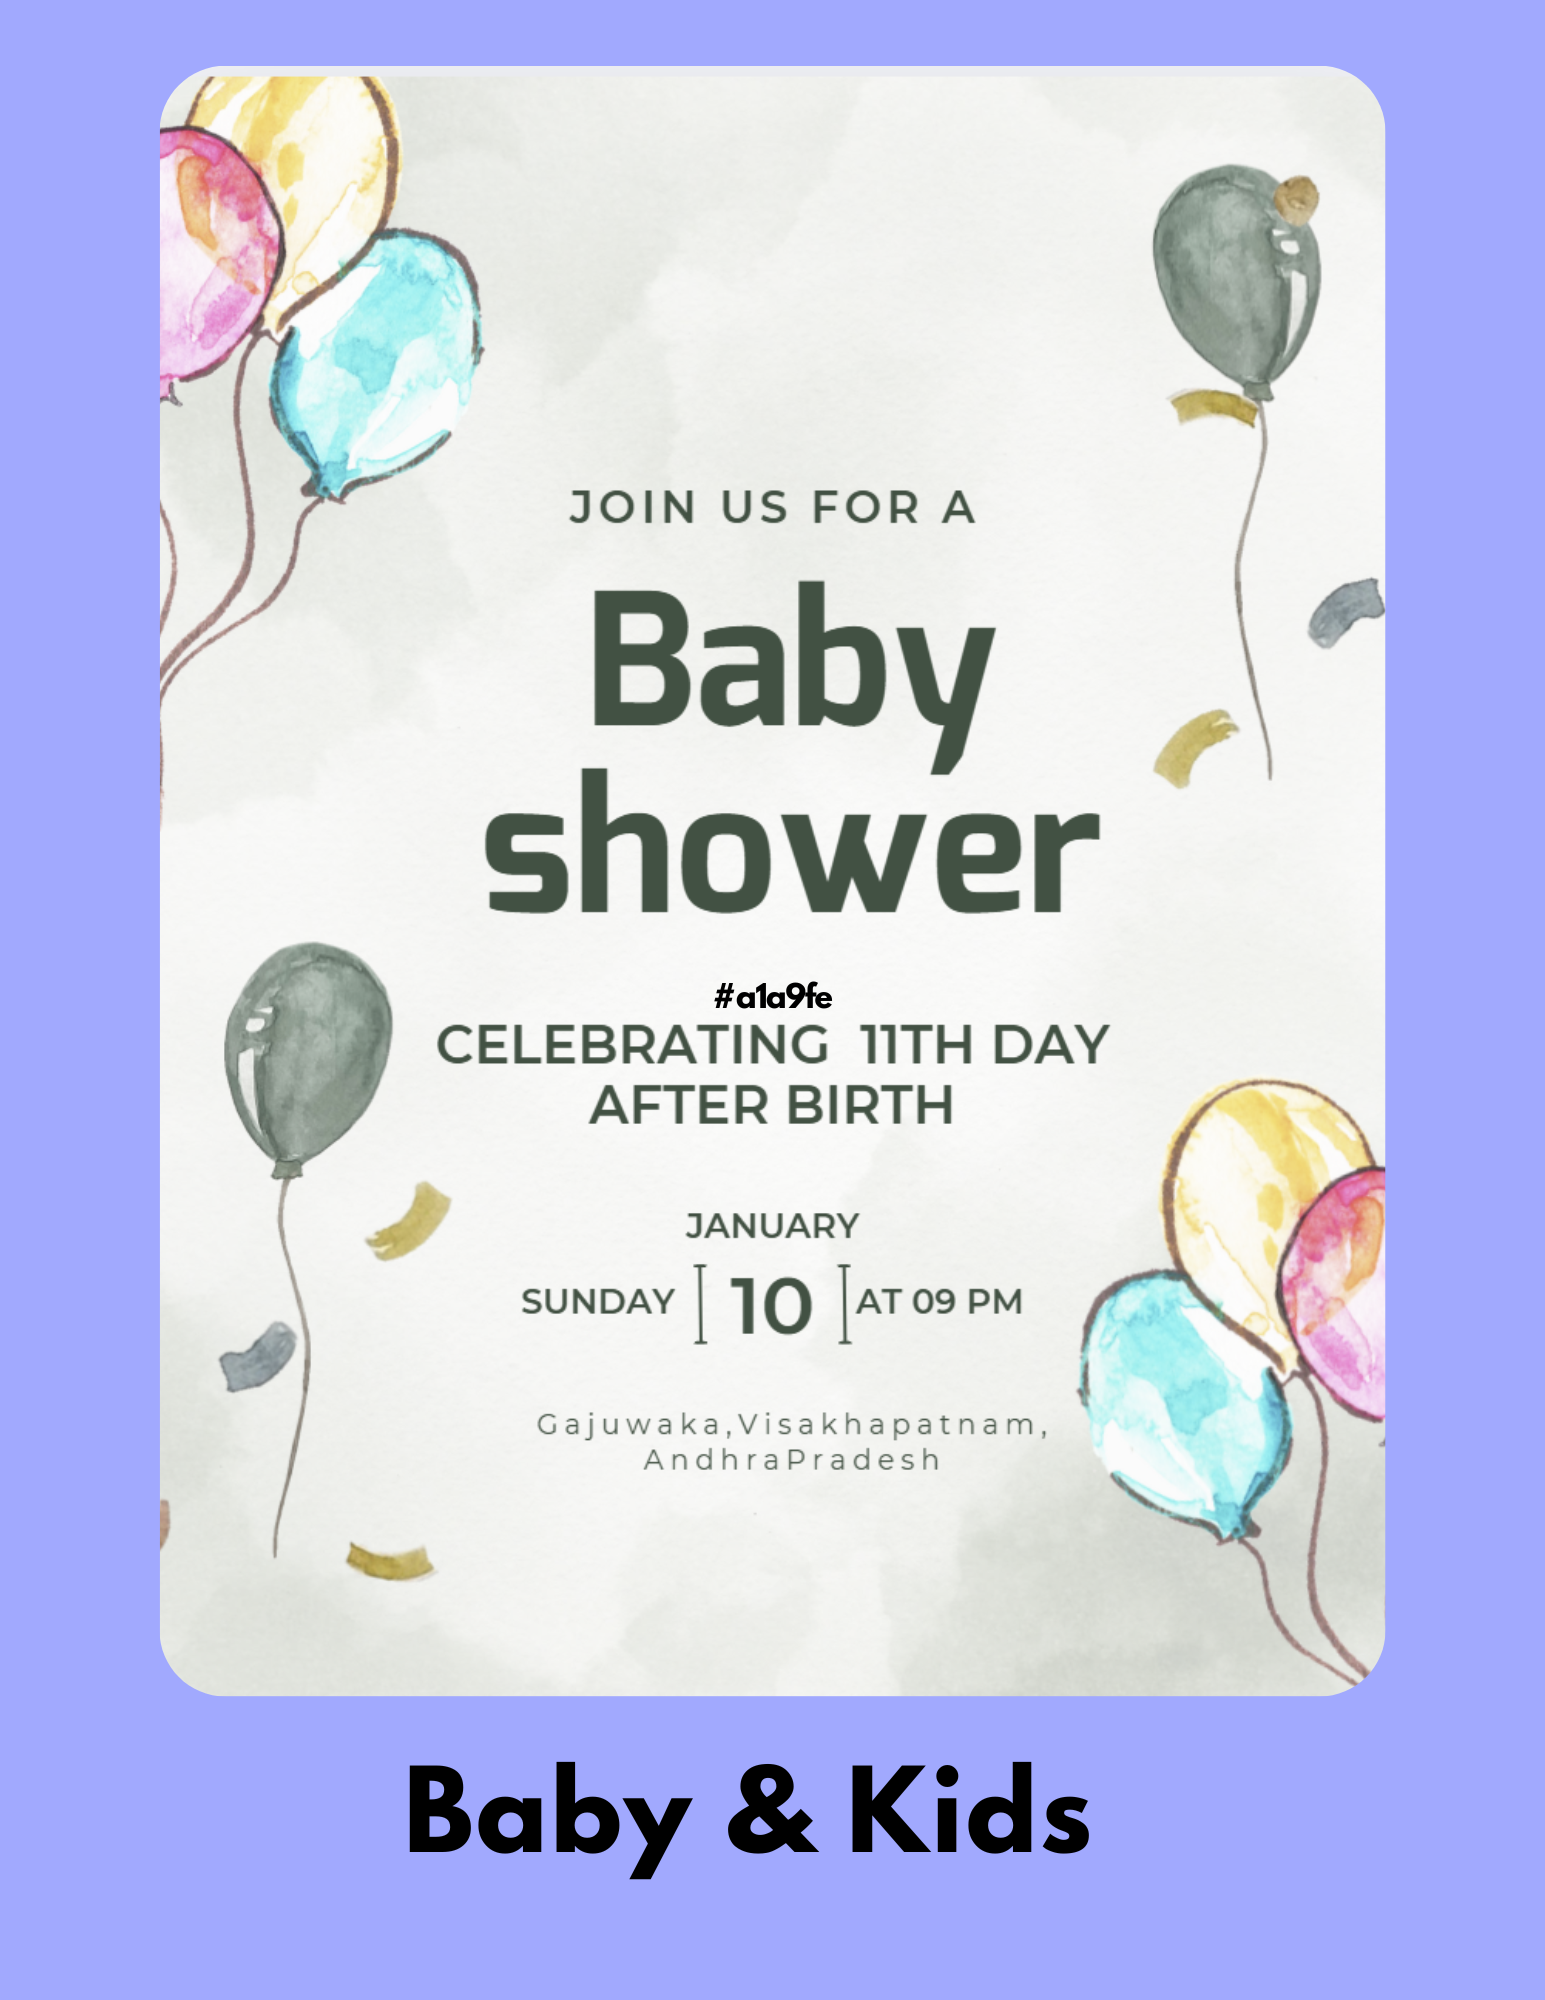 JOIN US FOR A
Baby
shower
#a1a9fe
CELEBRATING 11TH DAY
AFTER BIRTH
JANUARY
SUNDAY 10 AT 09 PM
Gajuwaka,Visakhapatnam,
AndhraPradesh
Baby & Kids